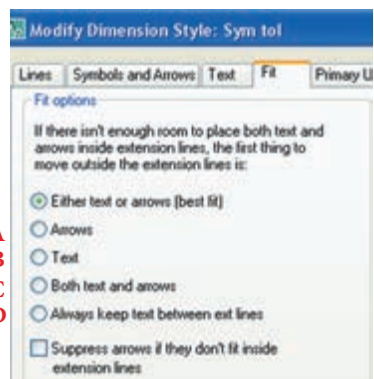 Modify Dimension Style: Sym tol
Lines Symbols and Arrows Text Fit Primary U
Fit options
If there isn't enough room to place both text and
arrows inside extension lines, the first thing to
move outside the extension lines is:
Either text or arrows (best fit)
Arrows
Text
Both text and arrows
Always keep text between ext lines
Suppress arrows if they don't fit inside
extension lines